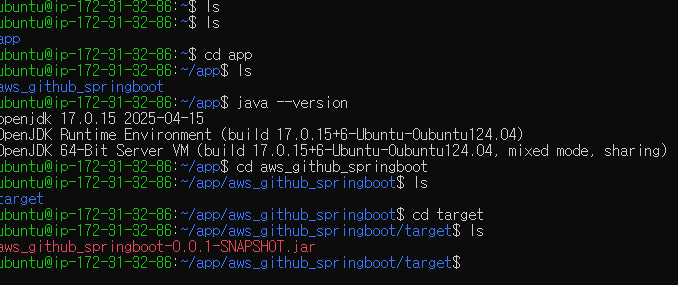 ubuntu@ip-172-31-32-86:~$ ls
ubuntu@ip-172-31-32-86:~$ ls
app
ubuntu@ip-172-31-32-86:~$ cd app
ubuntu@ip-172-31-32-86:~/app$ ls
aws_github_springboot
ubuntu@ip-172-31-32-86:~/app$ java --version
openjdk 17.0.15 2025-04-15
OpenJDK Runtime Environment (build 17.0.15+6-Ubuntu-0ubuntu124.04)
OpenJDK 64-Bit Server VM (build 17.0.15+6-Ubuntu-0ubuntu124.04, mixed mode, sharing)
ubuntu@ip-172-31-32-86:~/app$ cd aws_github_springboot
ubuntu@ip-172-31-32-86:~/app/aws_github_springboot$ ls
target
ubuntu@ip-172-31-32-86:~/app/aws_github_springboot$ cd target
ubuntu@ip-172-31-32-86:~/app/aws_github_springboot/target$ ls
aws_github_springboot-0.0.1-SNAPSHOT.jar
ubuntu@ip-172-31-32-86:~/app/aws_github_springboot/target$